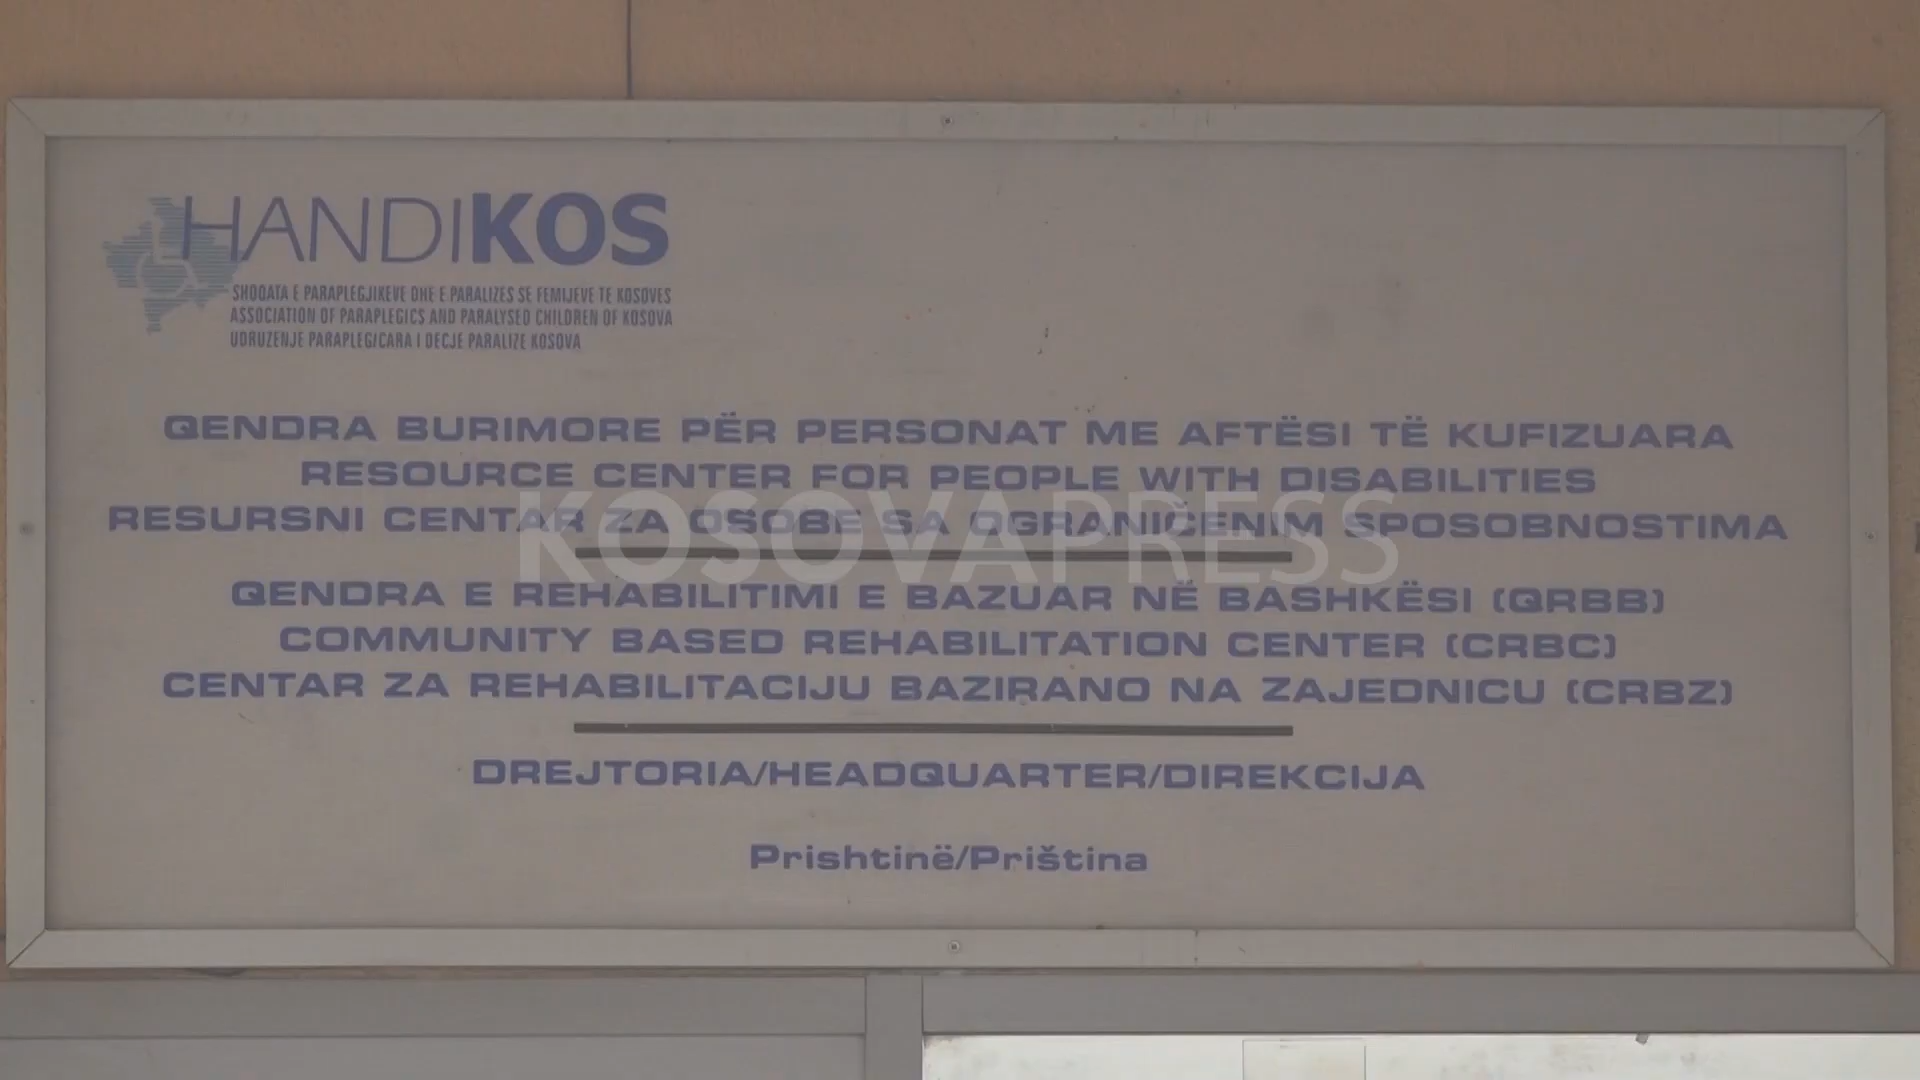 HANDIKOS
SHOQATA E PARAPLEGJIKEVE DHE E PARALIZES SE FEMIJEVE TE KOSOVES
ASSOCIATION OF PARAPLEGICS AND PARALYSED CHILDREN OF KOSOVA
UDRUZENJE PARAPLEGICARA I DECJE PARALIZE KOSOVA
QENDRA BURIMORE PËR PERSONAT ME AFTËSI TË KUFIZUARA
RESOURCE CENTER FOR PEOPLE WITH DISABILITIES
RESURSNI CENTAR ZA OSOBE SA OGRANIČENIM SPOSOBNOSTIMA
KOSOVAPRESS
QENDRA E REHABILITIMI E BAZUAR NË BASHKËSI (QRBB)
COMMUNITY BASED REHABILITATION CENTER (CRBC)
CENTAR ZA REHABILITACIJU BAZIRANO NA ZAJEDNICU (CRBZ)
DREJTORIA/HEADQUARTER/DIREKCIJA
Prishtinë/Priština